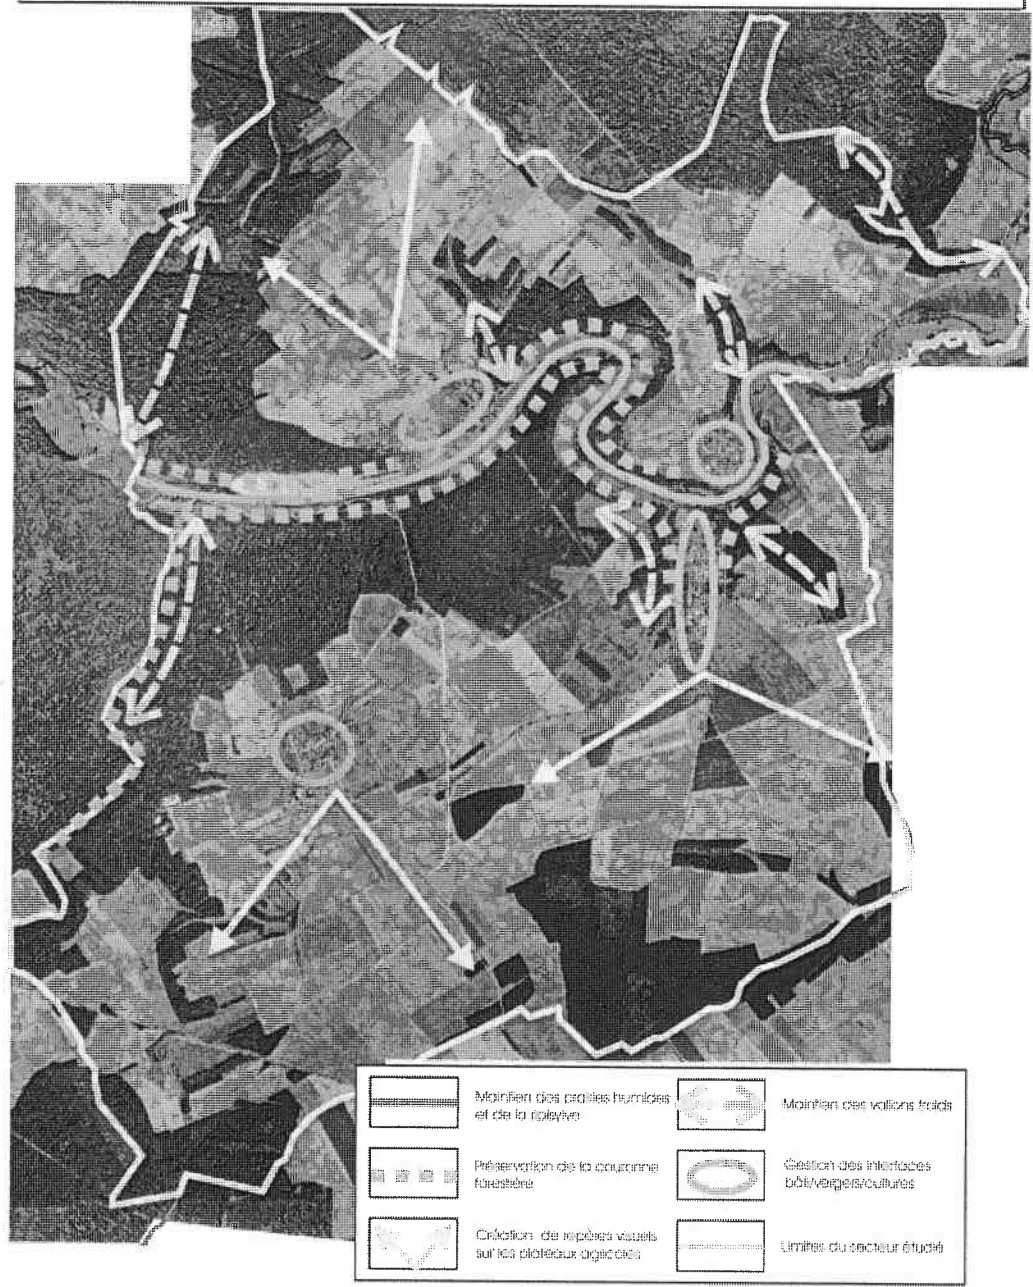 Maintien des prairies humides
et de la ripisylve
Préservation de la couronne
forestière
Création de repères visuels
sur les plateaux agricoles
Maintien des vallons froids
Gestion des interfaces
bâti/vergers/cultures
Limites du secteur étudié